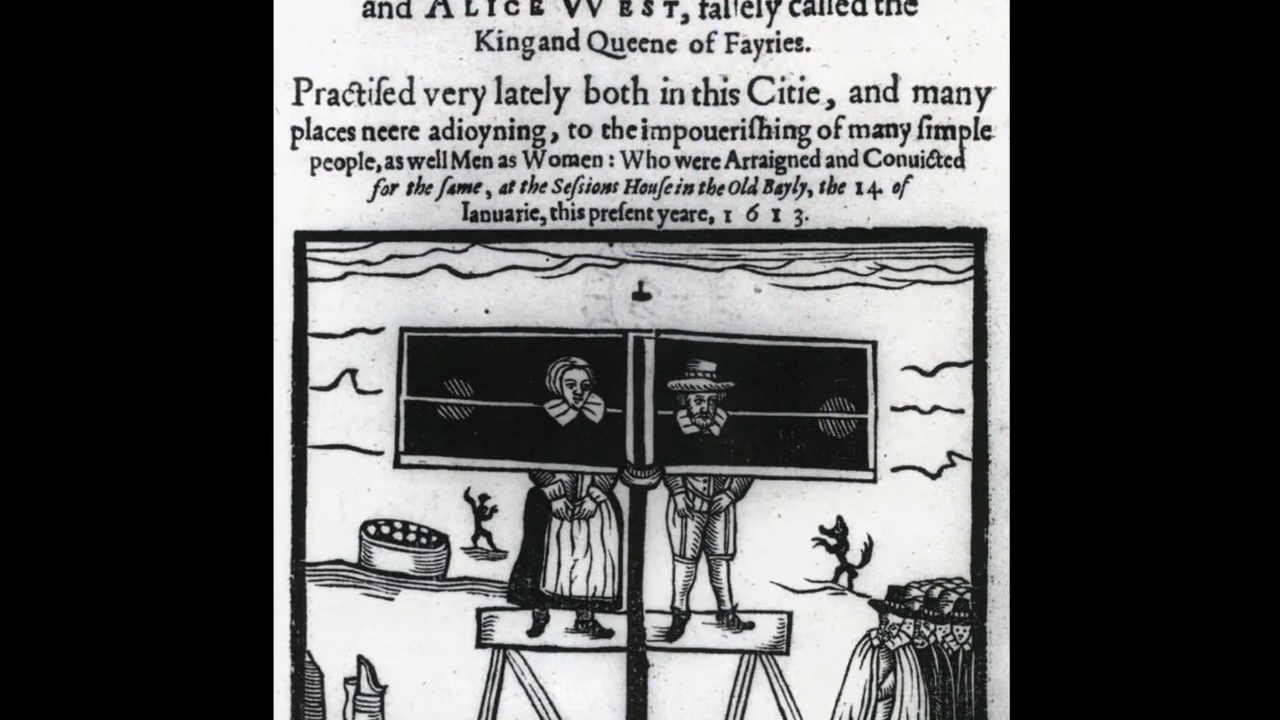 and ALICE VVEST, falſely called the
King and Queene of Fayries.
Practiſed very lately both in this Citie, and many
places neere adioyning, to the impoueriſhing of many ſimple
people, as well Men as Women: Who were Arraigned and Conuicted
for the ſame, at the Seſsions Houſe in the Old Bayly, the 14. of
Ianuarie, this preſent yeare, 1613.